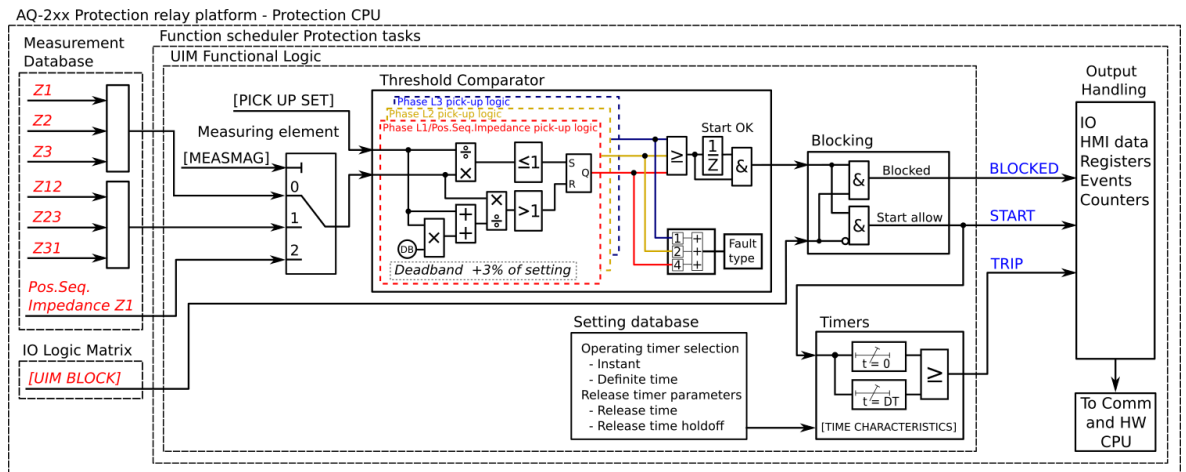 AQ-2xx Protection relay platform - Protection CPU
Function scheduler Protection tasks
Measurement
Database
UIM Functional Logic
Z1
Z2
Z3
Z12
Z23
Z31
Pos.Seq.
Impedance Z1
IO Logic Matrix
[UIM BLOCK]
[PICK UP SET]
Measuring element
[MEASMAG]
0
1
2
Threshold Comparator
Phase L3 pick-up logic
Phase L2 pick-up logic
Phase L1/Pos.Seq.Impedance pick-up logic
÷
×
≤1
S
Q
R
×
÷
>1
+
+
×
DB
Deadband +3% of setting
≥
Start OK
1
Z
&
1 +
2 +
4 +
Fault
type
Blocking
&
Blocked
&
Start allow
BLOCKED
START
TRIP
Output
Handling
IO
HMI data
Registers
Events
Counters
To Comm
and HW
CPU
Setting database
Operating timer selection
- Instant
- Definite time
Release timer parameters
- Release time
- Release time holdoff
Timers
t = 0
t = DT
≥
[TIME CHARACTERISTICS]